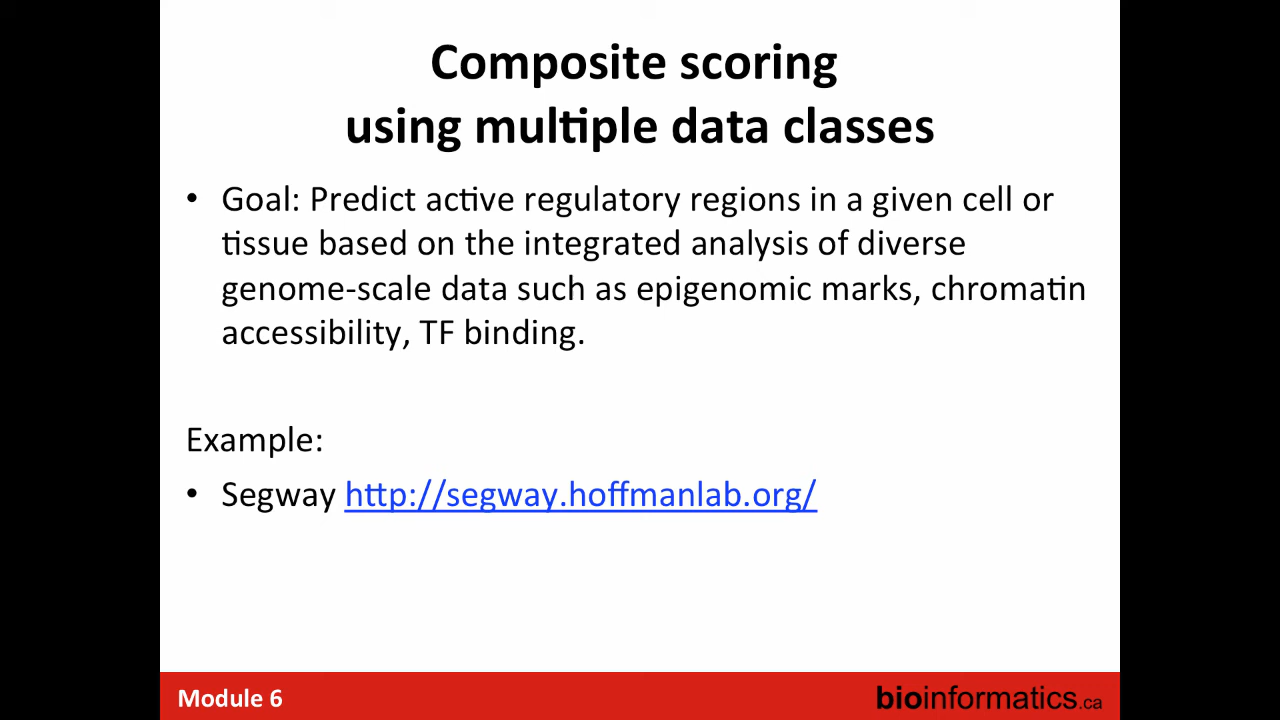 Composite scoring
using multiple data classes
• Goal: Predict active regulatory regions in a given cell or
tissue based on the integrated analysis of diverse
genome-scale data such as epigenomic marks, chromatin
accessibility, TF binding.
Example:
• Segway http://segway.hoffmanlab.org/
Module 6
bioinformatics.ca